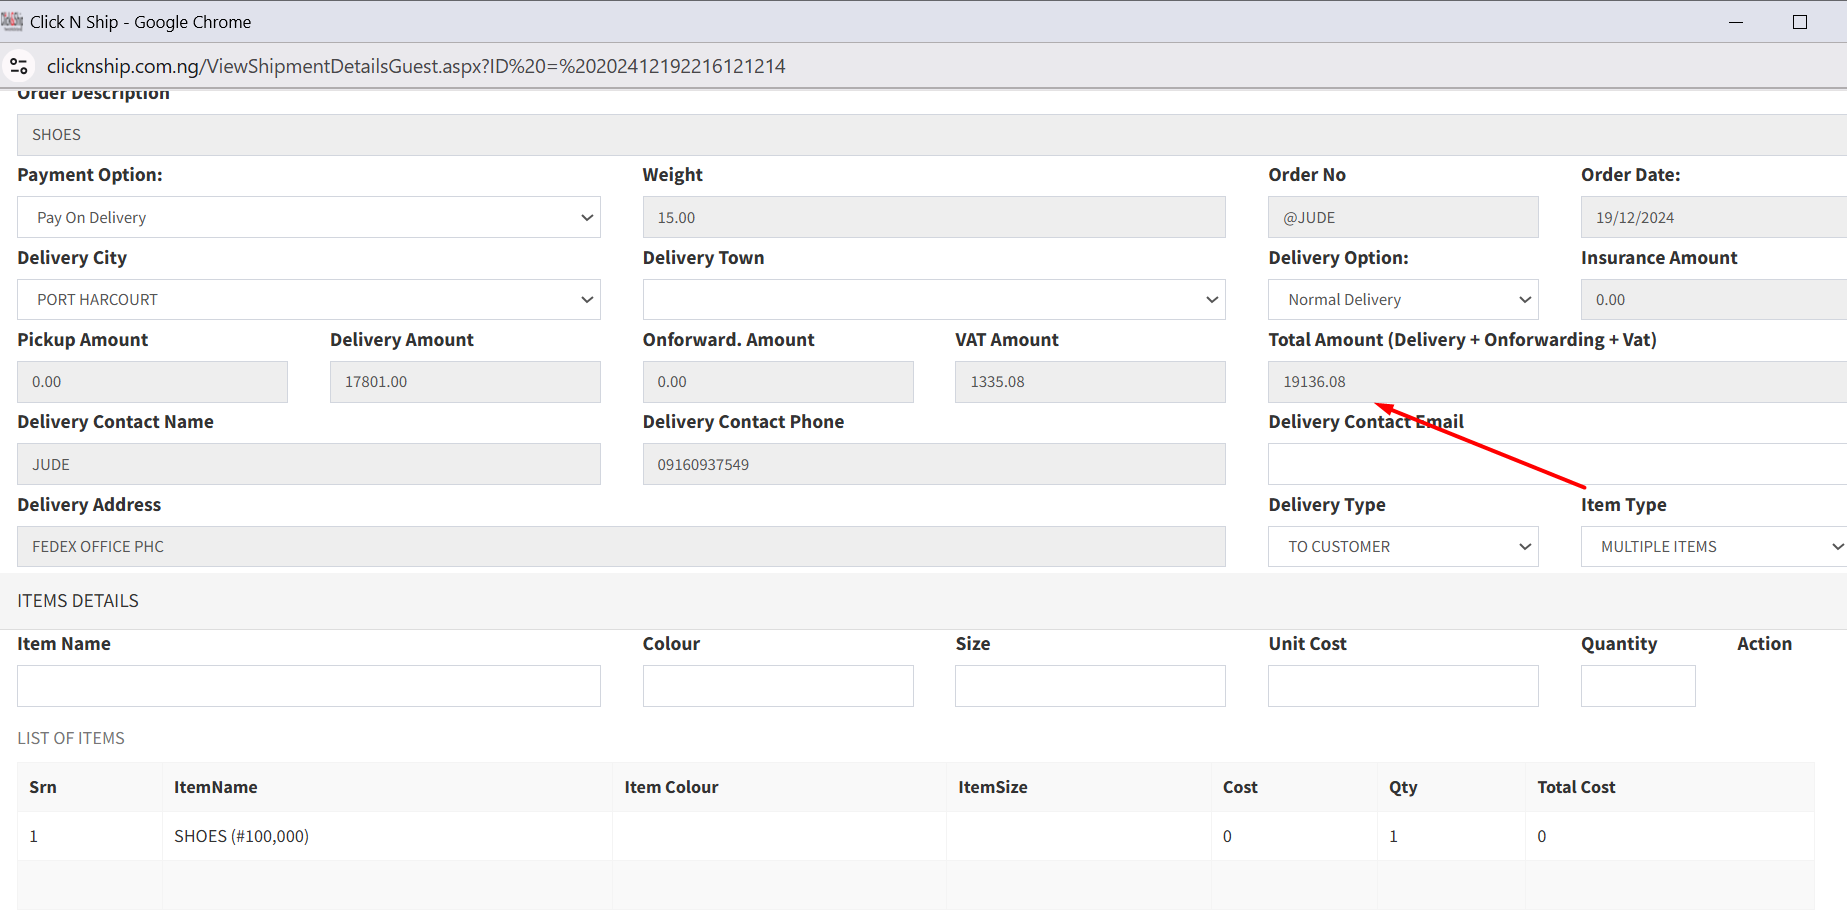 Click N Ship - Google Chrome
clicknship.com.ng/ViewShipmentDetailsGuest.aspx?ID%20=%20202412192216121214
Order Description
SHOES
Payment Option: Weight Order No Order Date:
Pay On Delivery 15.00 @JUDE 19/12/2024
Delivery City Delivery Town Delivery Option: Insurance Amount
PORT HARCOURT Normal Delivery 0.00
Pickup Amount Delivery Amount Onforward. Amount VAT Amount Total Amount (Delivery + Onforwarding + Vat)
0.00 17801.00 0.00 1335.08 19136.08
Delivery Contact Name Delivery Contact Phone Delivery Contact Email
JUDE 09160937549
Delivery Address Delivery Type Item Type
FEDEX OFFICE PHC TO CUSTOMER MULTIPLE ITEMS
ITEMS DETAILS
Item Name Colour Size Unit Cost Quantity Action
LIST OF ITEMS
Srn ItemName Item Colour ItemSize Cost Qty Total Cost
1 SHOES (#100,000) 0 1 0